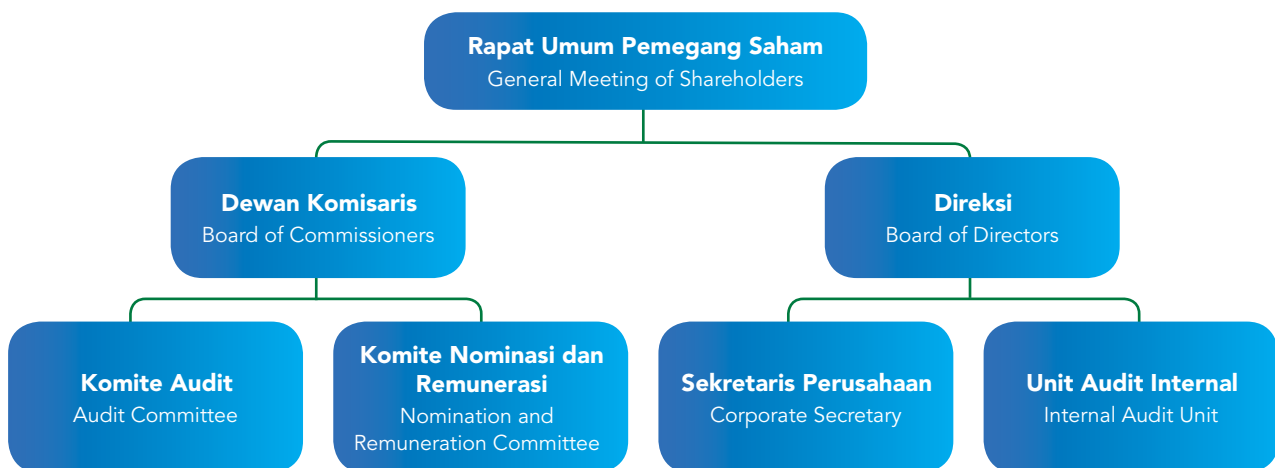 Rapat Umum Pemegang Saham
General Meeting of Shareholders
Dewan Komisaris
Board of Commissioners
Direksi
Board of Directors
Komite Audit
Audit Committee
Komite Nominasi dan
Remunerasi
Nomination and
Remuneration Committee
Sekretaris Perusahaan
Corporate Secretary
Unit Audit Internal
Internal Audit Unit